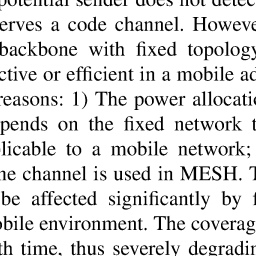 potential sender does not detec
erves a code channel. Howeve
backbone with fixed topology
ctive or efficient in a mobile ad
reasons: 1) The power allocati
pends on the fixed network t
licable to a mobile network;
ne channel is used in MESH. T
be affected significantly by f
obile environment. The coverag
th time, thus severely degradin